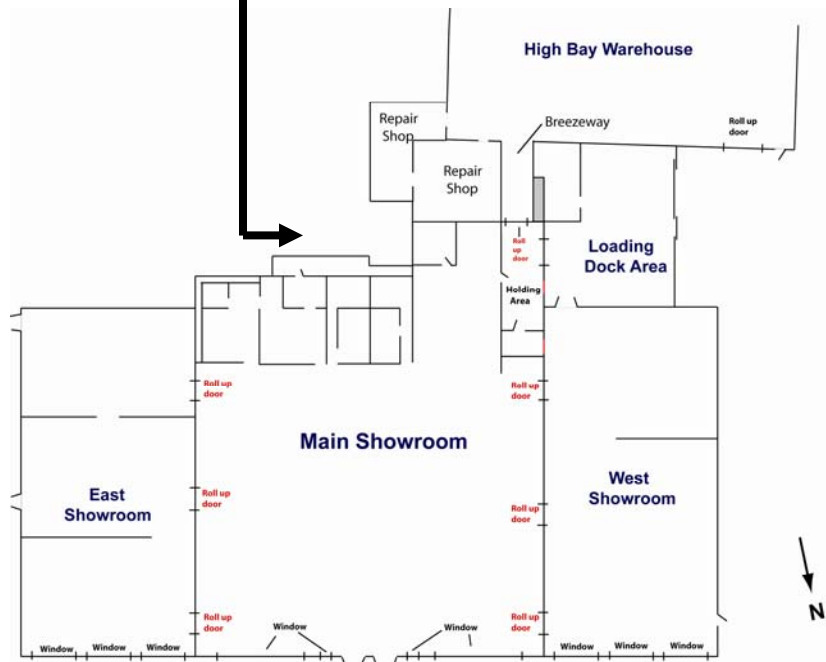 High Bay Warehouse
Repair
Shop
Breezeway
Roll up
door
Repair
Shop
Roll
up
door
Loading
Dock Area
Holding
Area
Roll up
door
Roll up
door
Main Showroom
East
Showroom
Roll up
door
West
Showroom
Roll up
door
Roll up
door
Roll up
door
N
Window
Window
Window
Window
Window
Window
Window
Window